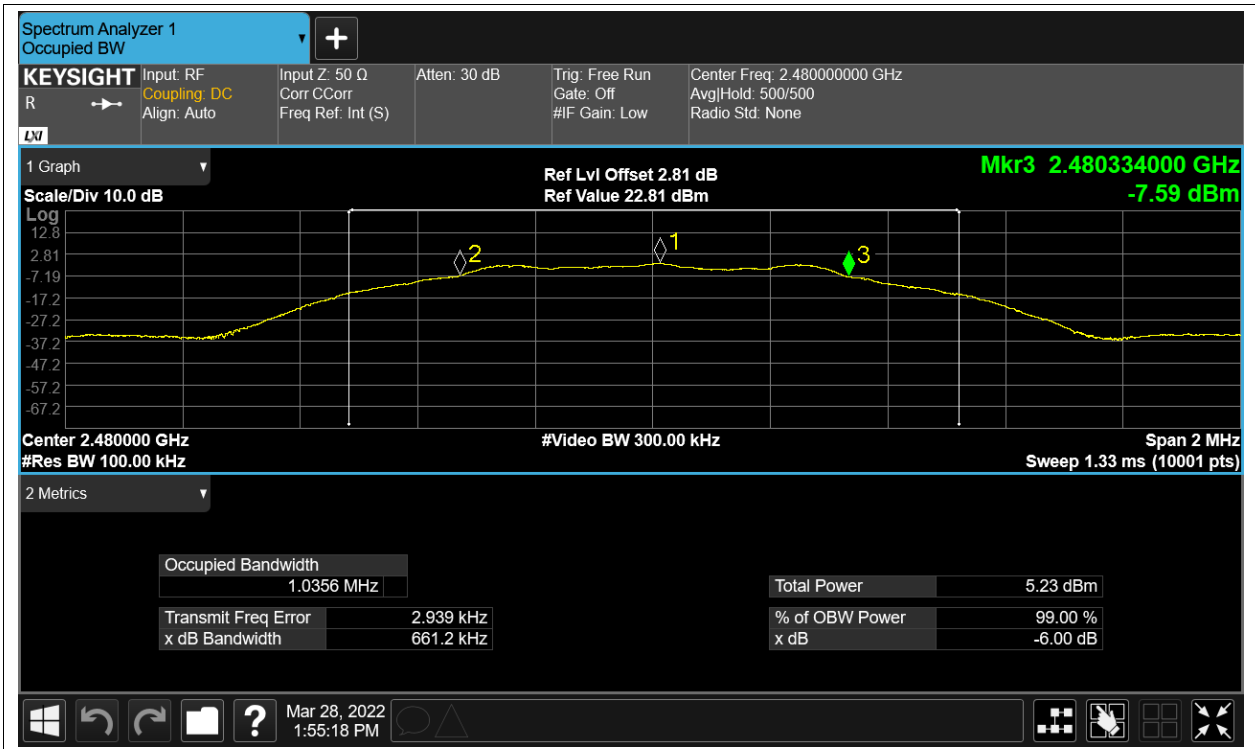 Spectrum Analyzer 1
Occupied BW
KEYSIGHT
R
LXI
Input: RF
Coupling: DC
Align: Auto
Input Z: 50 Ω
Corr CCorr
Freq Ref: Int (S)
Atten: 30 dB
Trig: Free Run
Gate: Off
#IF Gain: Low
Center Freq: 2.480000000 GHz
Avg|Hold: 500/500
Radio Std: None
1 Graph
Scale/Div 10.0 dB
Ref Lvl Offset 2.81 dB
Ref Value 22.81 dBm
Mkr3 2.480334000 GHz
-7.59 dBm
Log
12.8
2.81
-7.19
-17.2
-27.2
-37.2
-47.2
-57.2
-67.2
2
1
3
Center 2.480000 GHz
#Res BW 100.00 kHz
#Video BW 300.00 kHz
Span 2 MHz
Sweep 1.33 ms (10001 pts)
2 Metrics
Occupied Bandwidth
1.0356 MHz
Transmit Freq Error 2.939 kHz
x dB Bandwidth 661.2 kHz
Total Power 5.23 dBm
% of OBW Power 99.00 %
x dB -6.00 dB
?
Mar 28, 2022
1:55:18 PM